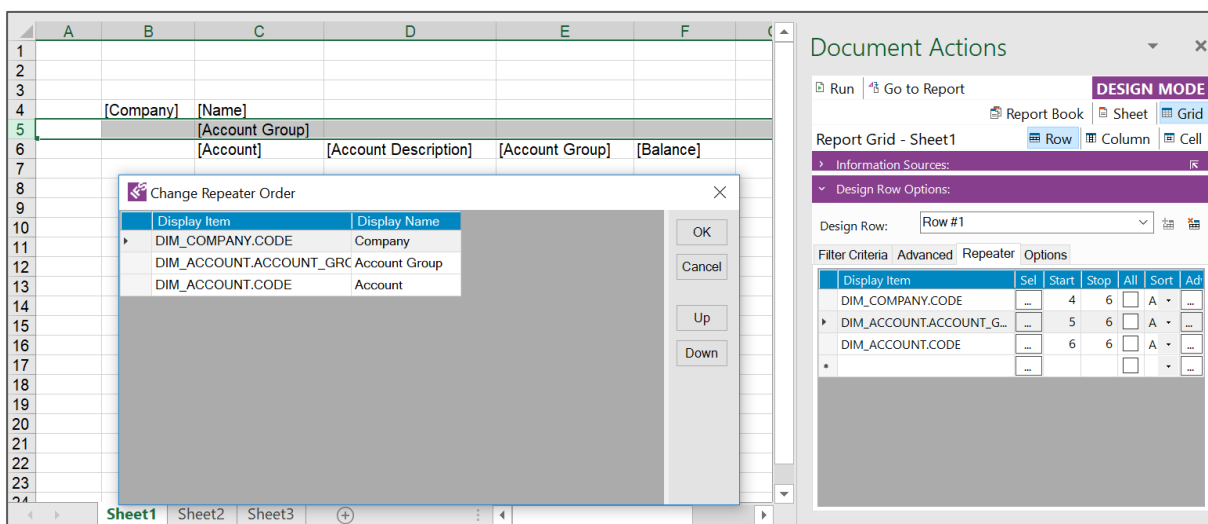 A B C D E F
Document Actions
1
2
3
Run Go to Report DESIGN MODE
4 [Company] [Name]
Report Book Sheet Grid
5 [Account Group]
Report Grid - Sheet1 Row Column Cell
6 [Account] [Account Description] [Account Group] [Balance]
Information Sources:
7
8
Design Row Options:
Change Repeater Order
9
Display Item Display Name
10
Design Row: Row #1
DIM_COMPANY.CODE Company
OK
11
DIM_ACCOUNT.ACCOUNT_GRC Account Group
Cancel
12
Filter Criteria Advanced Repeater Options
DIM_ACCOUNT.CODE Account
13
Display Item Sel Start Stop All Sort Ad
14
DIM_COMPANY.CODE ... 4 6 A ...
Up
15
DIM_ACCOUNT.ACCOUNT_G... ... 5 6 A ...
16
DIM_ACCOUNT.CODE ... 6 6 A ...
Down
17
... ...
18
19
20
21
22
23
24
Sheet1 Sheet2 Sheet3